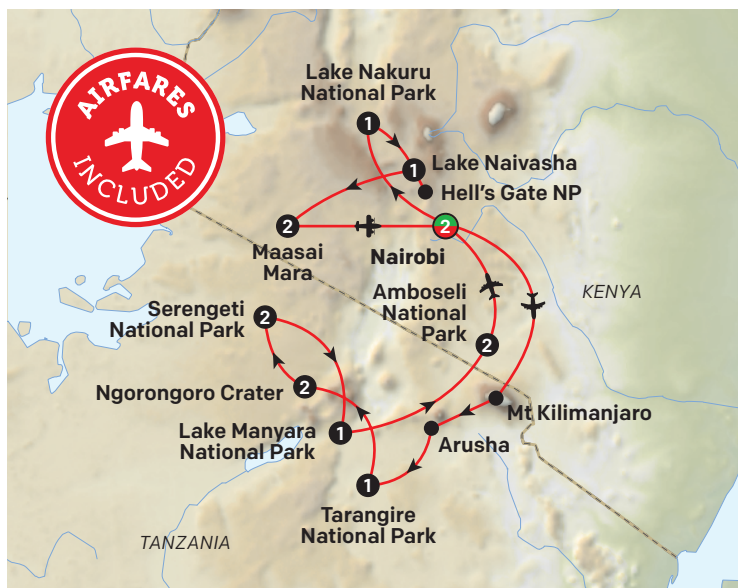 AIRFARES
INCLUDED
Lake Nakuru
National Park
1
1
Lake Naivasha
Hell's Gate NP
2
Maasai
Mara
2
Nairobi
KENYA
Amboseli
National
Park
2
Serengeti
National Park
2
Ngorongoro Crater
2
Lake Manyara
National Park
1
Mt Kilimanjaro
Arusha
1
Tarangire
National Park
TANZANIA